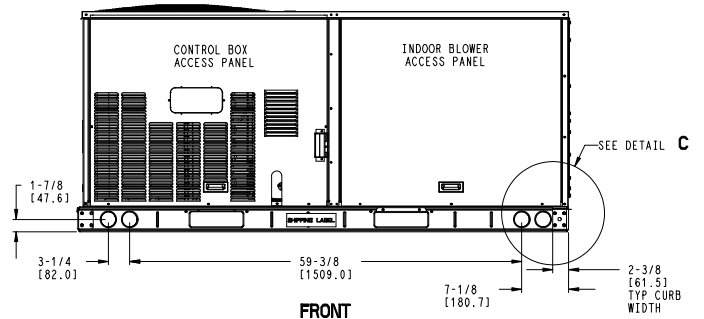 CONTROL BOX
ACCESS PANEL
INDOOR BLOWER
ACCESS PANEL
SEE DETAIL C
1-7/8
[47.6]
SHIPPING LABEL
3-1/4
[82.0]
59-3/8
[1509.0]
7-1/8
[180.7]
2-3/8
[61.5]
TYP CURB
WIDTH
FRONT